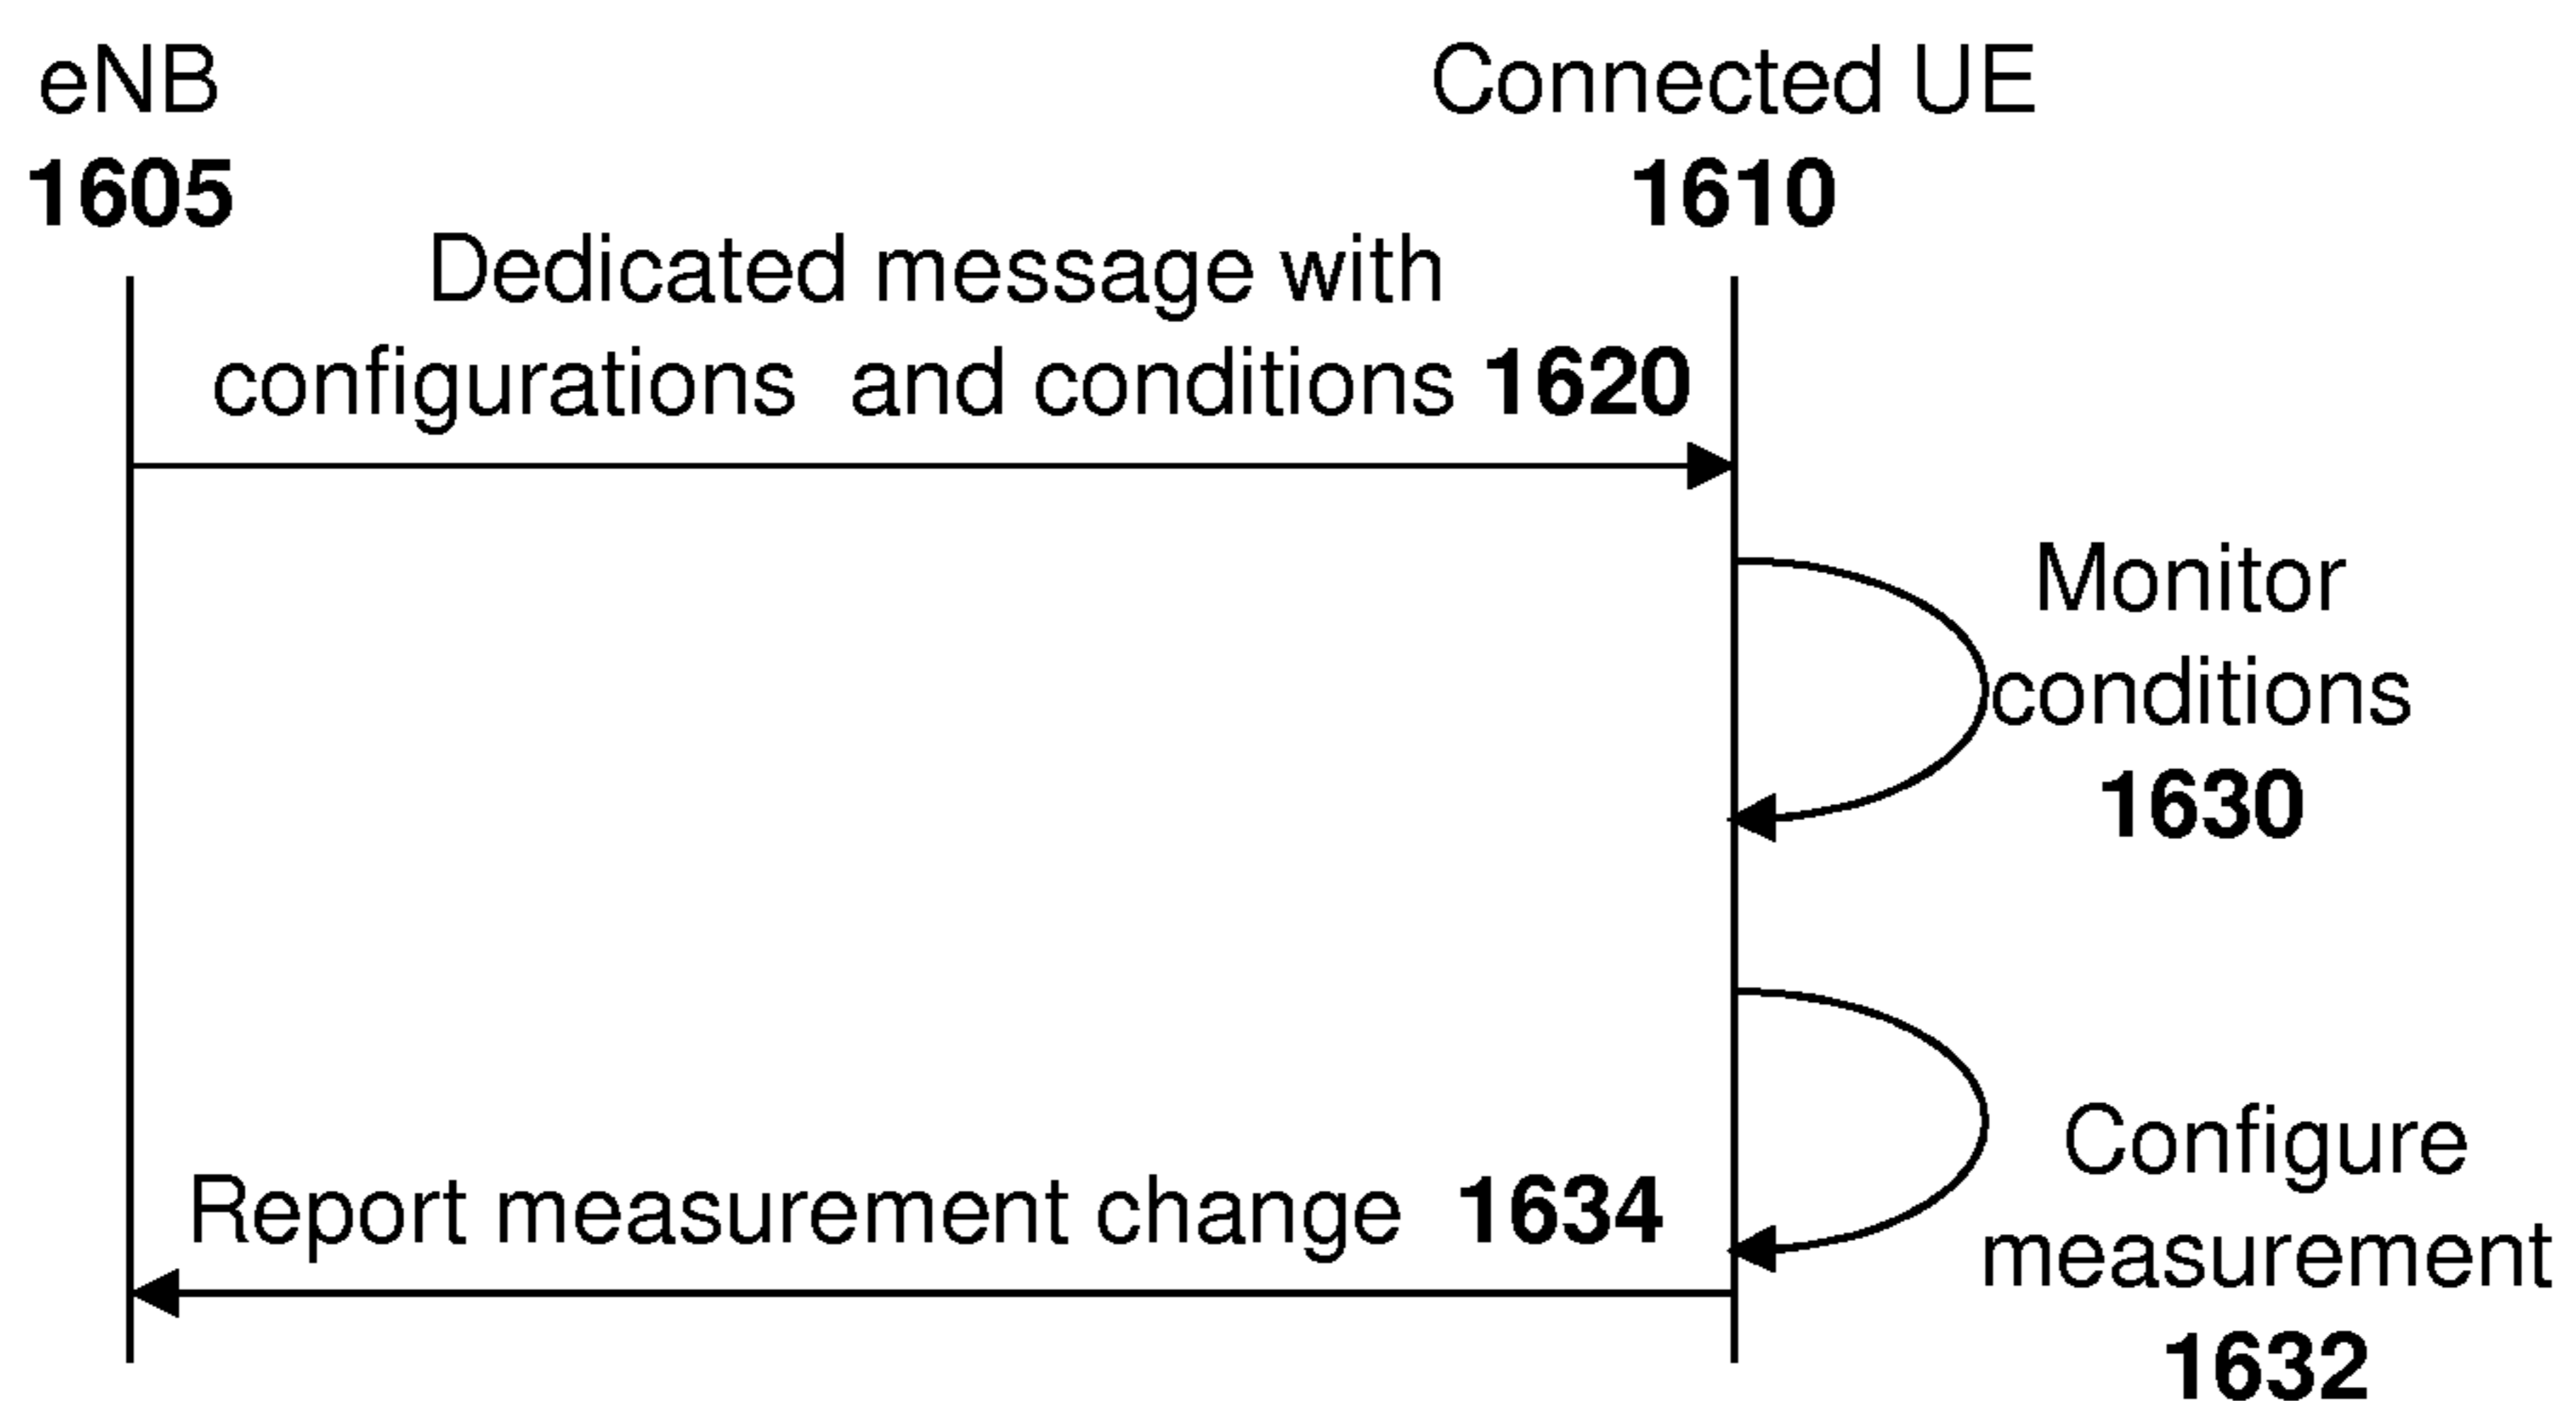 eNB
1605
Connected UE
1610
Dedicated message with
configurations and conditions 1620
Monitor
conditions
1630
Configure
measurement
1632
Report measurement change 1634